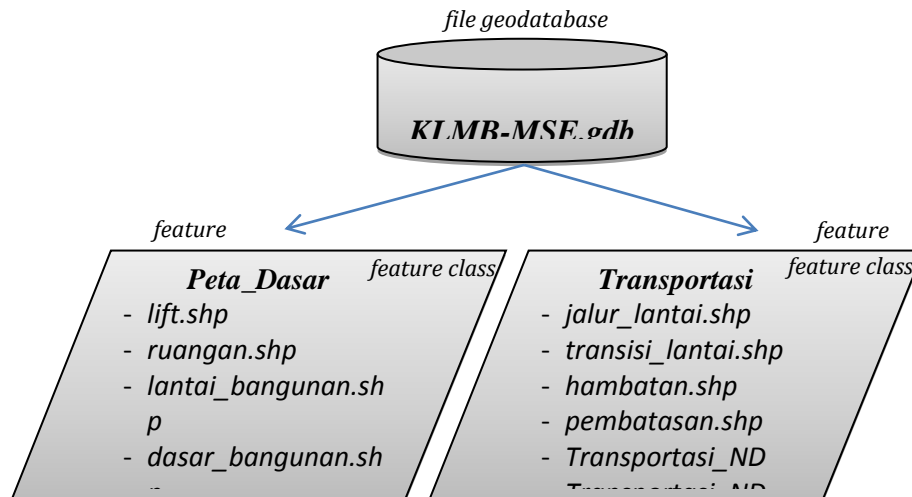 file geodatabase
KLMB-MSE.gdb
feature
feature
Peta_Dasar
feature class
- lift.shp
- ruangan.shp
- lantai_bangunan.sh
p
- dasar_bangunan.sh
Transportasi
feature class
- jalur_lantai.shp
- transisi_lantai.shp
- hambatan.shp
- pembatasan.shp
- Transportasi_ND
Transportasi_ND